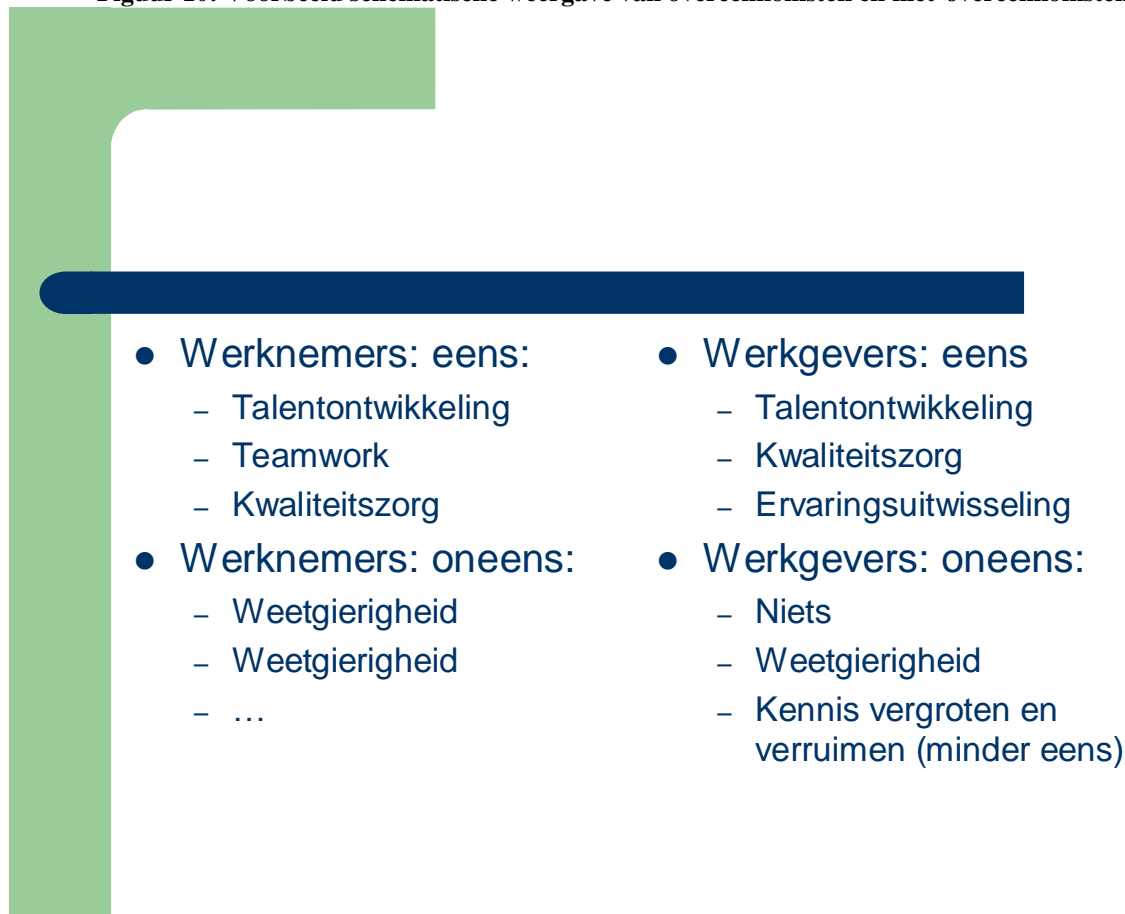 ● Werknemers: eens:
– Talentontwikkeling
– Teamwork
– Kwaliteitszorg
● Werknemers: oneens:
– Weetgierigheid
– Weetgierigheid
– …
● Werkgevers: eens
– Talentontwikkeling
– Kwaliteitszorg
– Ervaringsuitwisseling
● Werkgevers: oneens:
– Niets
– Weetgierigheid
– Kennis vergroten en
verruimen (minder eens)